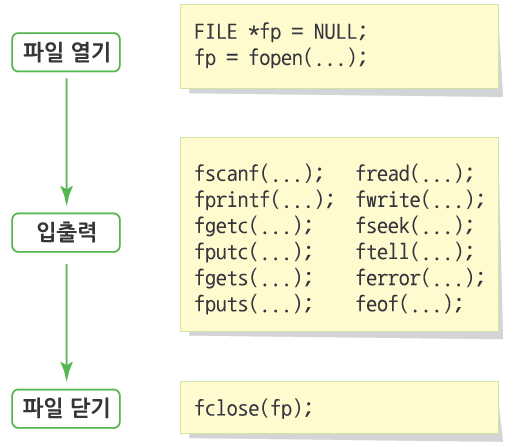 파일 열기
FILE *fp = NULL;
fp = fopen(...);
입출력
fscanf(...); fread(...);
fprintf(...); fwrite(...);
fgetc(...); fseek(...);
fputc(...); ftell(...);
fgets(...); ferror(...);
fputs(...); feof(...);
파일 닫기
fclose(fp);